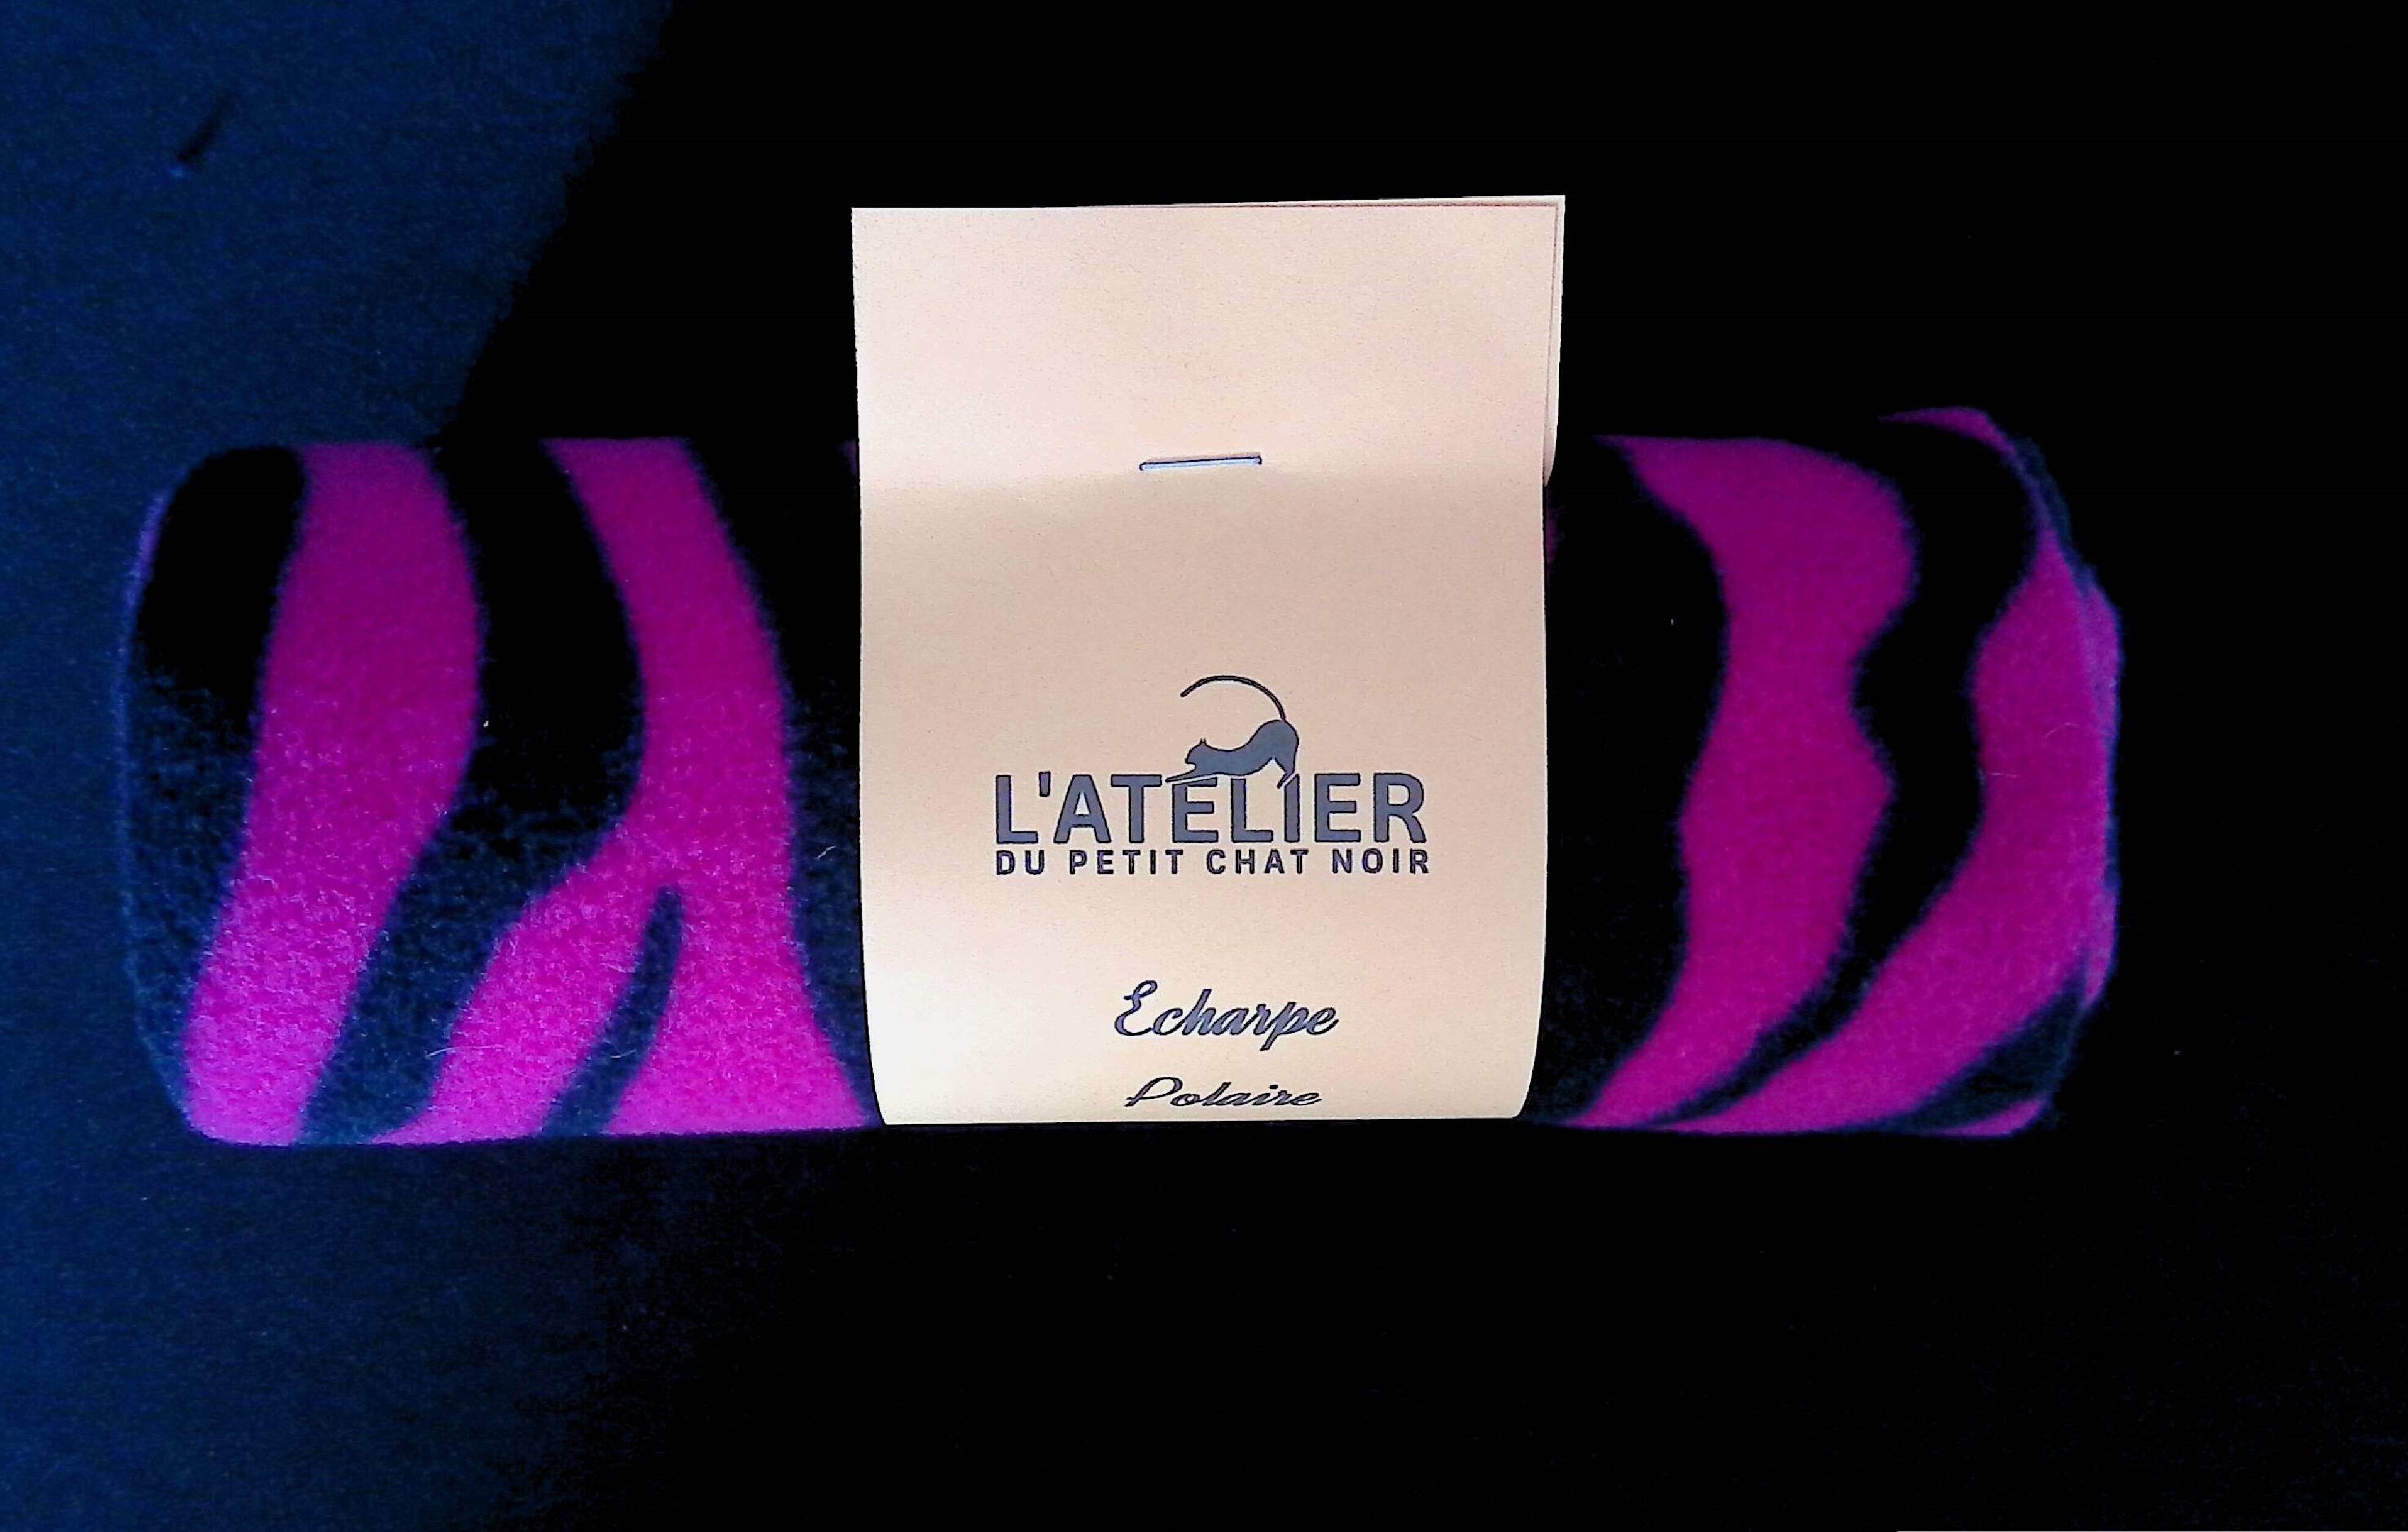 L'ATELIER
DU PETIT CHAT NOIR
Echarpe
Polaire